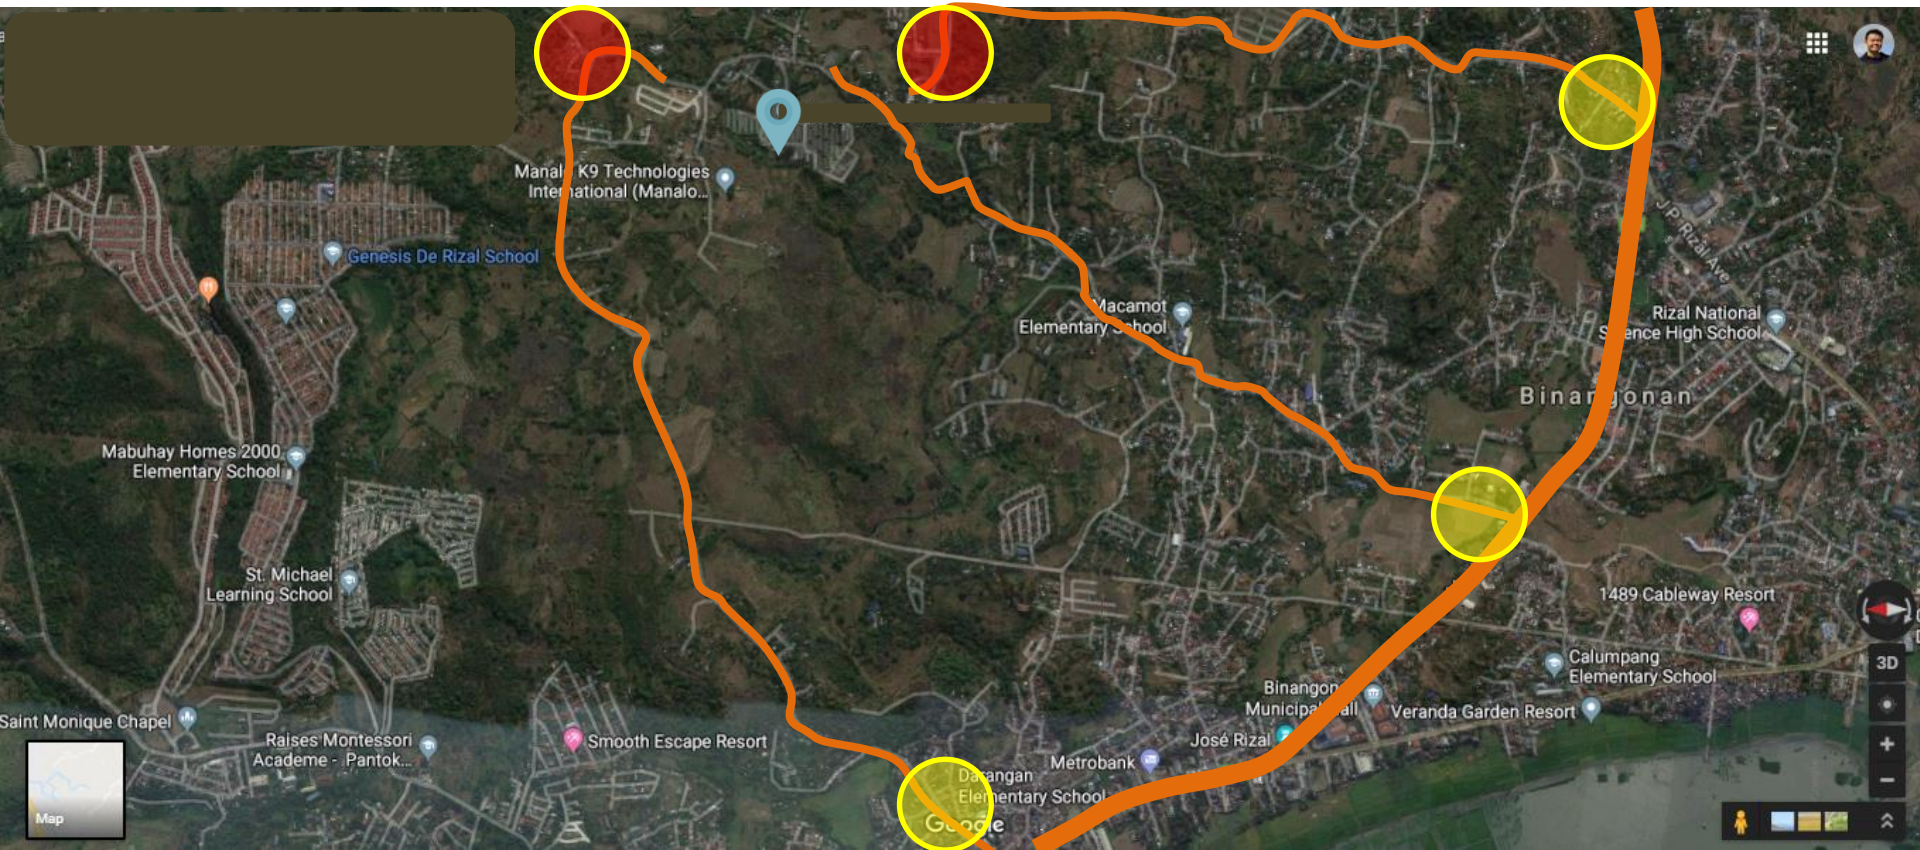 Manalo K9 Technologies
International (Manalo...
Genesis De Rizal School
J P Rizal Ave
Macamot
Elementary School
Rizal National
Science High School
Binangonan
Mabuhay Homes 2000
Elementary School
St. Michael
Learning School
1489 Cableway Resort
3D
Calumpang
Elementary School
Binangonan
Municipal Hall
Veranda Garden Resort
Saint Monique Chapel
Raises Montessori
Academe - Pantok...
Smooth Escape Resort
José Rizal
Metrobank
Darangan
Elementary School
Google
Map